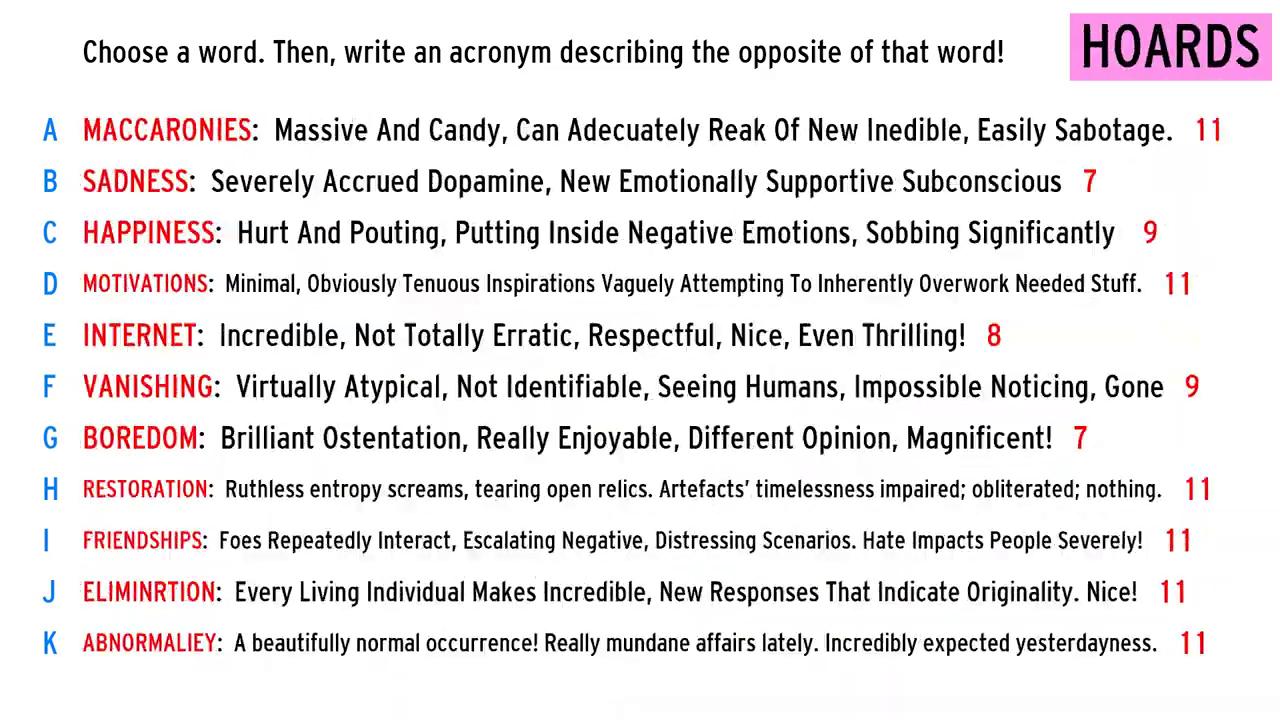 Choose a word. Then, write an acronym describing the opposite of that word!
HOARDS
A MACCARONIES: Massive And Candy, Can Adecuately Reak Of New Inedible, Easily Sabotage. 11
B SADNESS: Severely Accrued Dopamine, New Emotionally Supportive Subconscious 7
C HAPPINESS: Hurt And Pouting, Putting Inside Negative Emotions, Sobbing Significantly 9
D MOTIVATIONS: Minimal, Obviously Tenuous Inspirations Vaguely Attempting To Inherently Overwork Needed Stuff. 11
E INTERNET: Incredible, Not Totally Erratic, Respectful, Nice, Even Thrilling! 8
F VANISHING: Virtually Atypical, Not Identifiable, Seeing Humans, Impossible Noticing, Gone 9
G BOREDOM: Brilliant Ostentation, Really Enjoyable, Different Opinion, Magnificent! 7
H RESTORATION: Ruthless entropy screams, tearing open relics. Artefacts' timelessness impaired; obliterated; nothing. 11
I FRIENDSHIPS: Foes Repeatedly Interact, Escalating Negative, Distressing Scenarios. Hate Impacts People Severely! 11
J ELIMINRTION: Every Living Individual Makes Incredible, New Responses That Indicate Originality. Nice! 11
K ABNORMALIEY: A beautifully normal occurrence! Really mundane affairs lately. Incredibly expected yesterdayness. 11